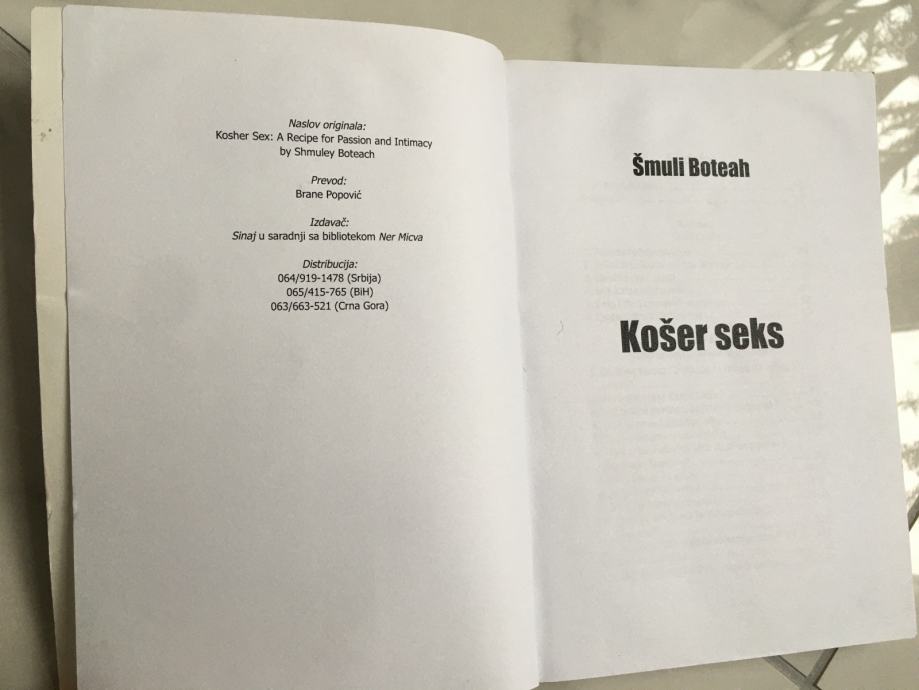 Naslov originala:
Kosher Sex: A Recipe for Passion and Intimacy
by Shmuley Boteach
Prevod:
Brane Popović
Izdavač:
Sinaj u saradnji sa bibliotekom Ner Micva
Distribucija:
064/919-1478 (Srbija)
065/415-765 (BiH)
063/663-521 (Crna Gora)
Šmuli Boteah
Košer seks